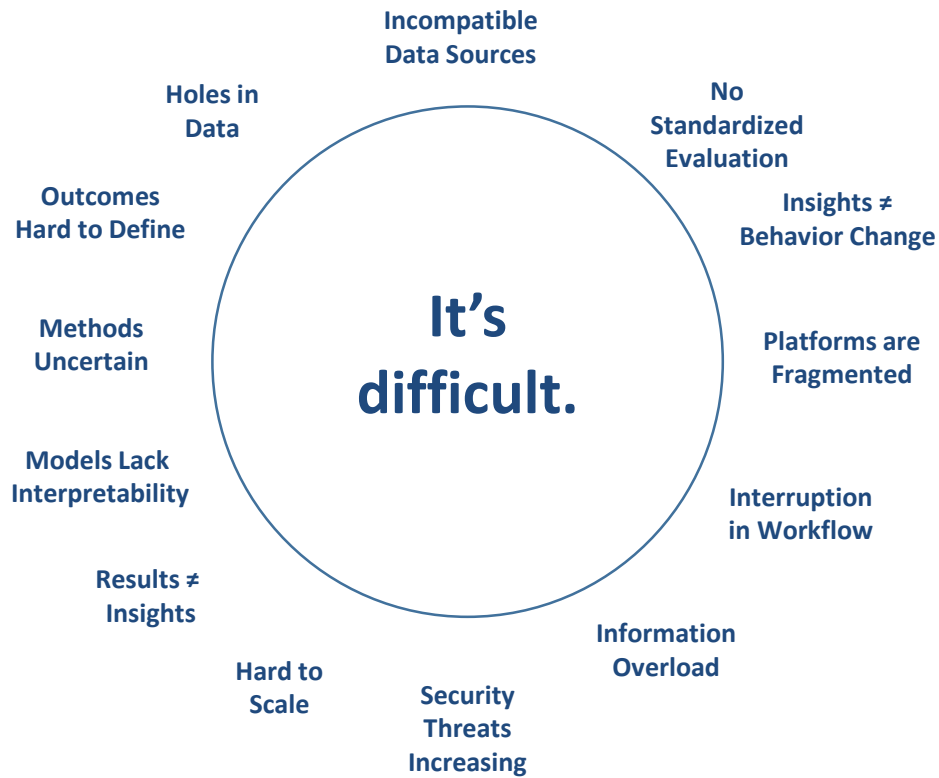 Incompatible
Data Sources
No
Standardized
Evaluation
Insights ≠
Behavior Change
Platforms are
Fragmented
Interruption
in Workflow
Information
Overload
Security
Threats
Increasing
Hard to
Scale
Results ≠
Insights
Models Lack
Interpretability
Methods
Uncertain
Outcomes
Hard to Define
Holes in
Data
It's
difficult.